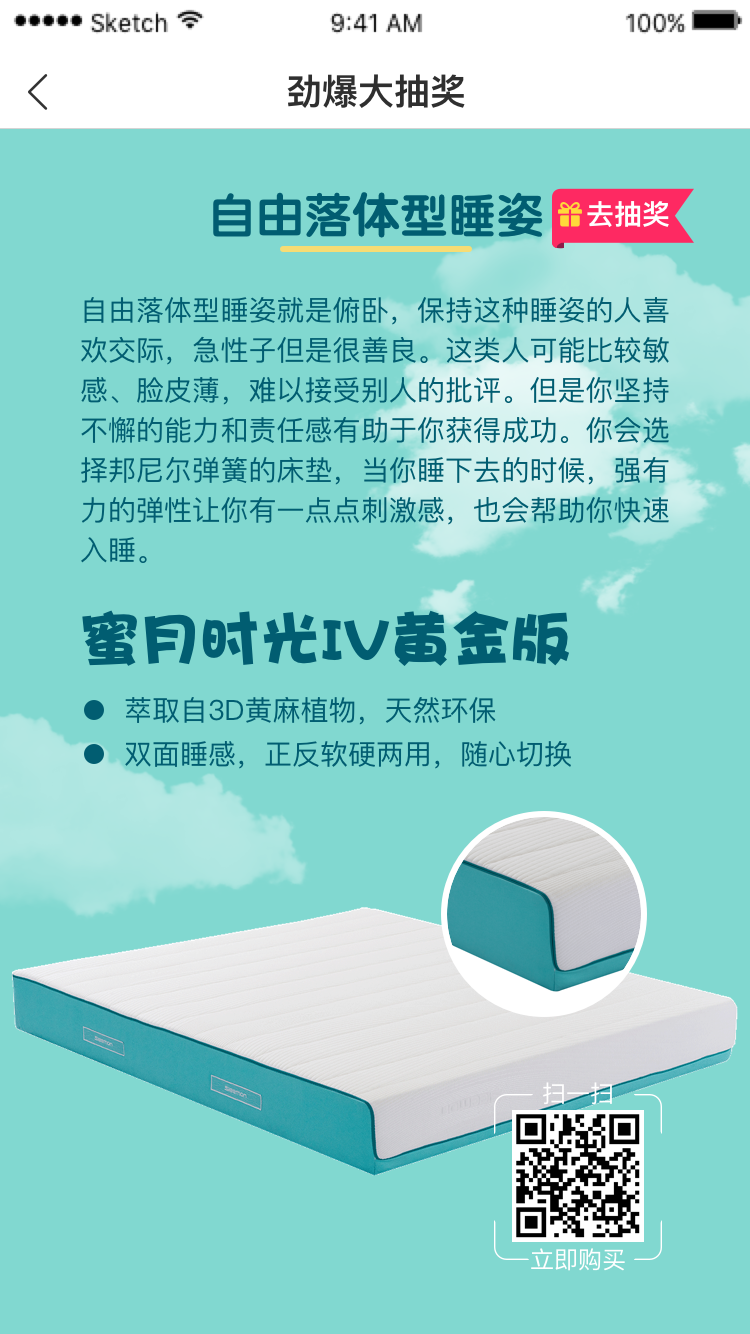 ●●●●● Sketch 9:41 AM 100%
劲爆大抽奖
自由落体型睡姿 去抽奖
自由落体型睡姿就是俯卧，保持这种睡姿的人喜
欢交际，急性子但是很善良。这类人可能比较敏
感、脸皮薄，难以接受别人的批评。但是你坚持
不懈的能力和责任感有助于你获得成功。你会选
择邦尼尔弹簧的床垫，当你睡下去的时候，强有
力的弹性让你有一点点刺激感，也会帮助你快速
入睡。
蜜月时光IV黄金版
● 萃取自3D黄麻植物，天然环保
● 双面睡感，正反软硬两用，随心切换
扫一扫
立即购买